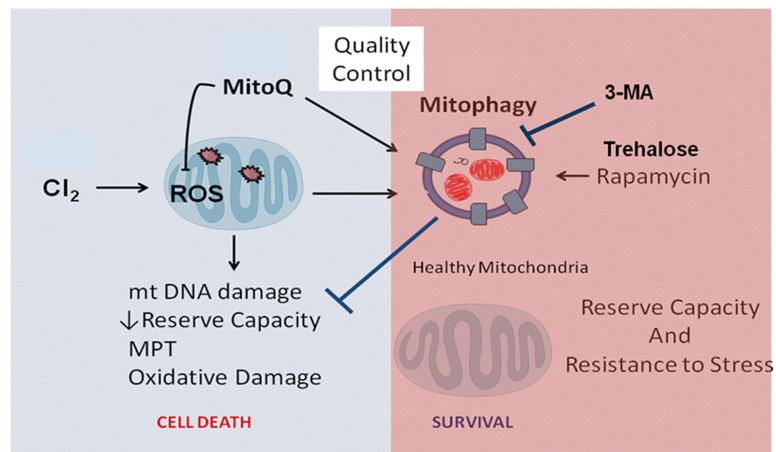 Quality
Control
MitoQ
Mitophagy
3-MA
Cl₂
ROS
Trehalose
Rapamycin
mt DNA damage
↓Reserve Capacity
MPT
Oxidative Damage
Healthy Mitochondria
Reserve Capacity
And
Resistance to Stress
CELL DEATH
SURVIVAL